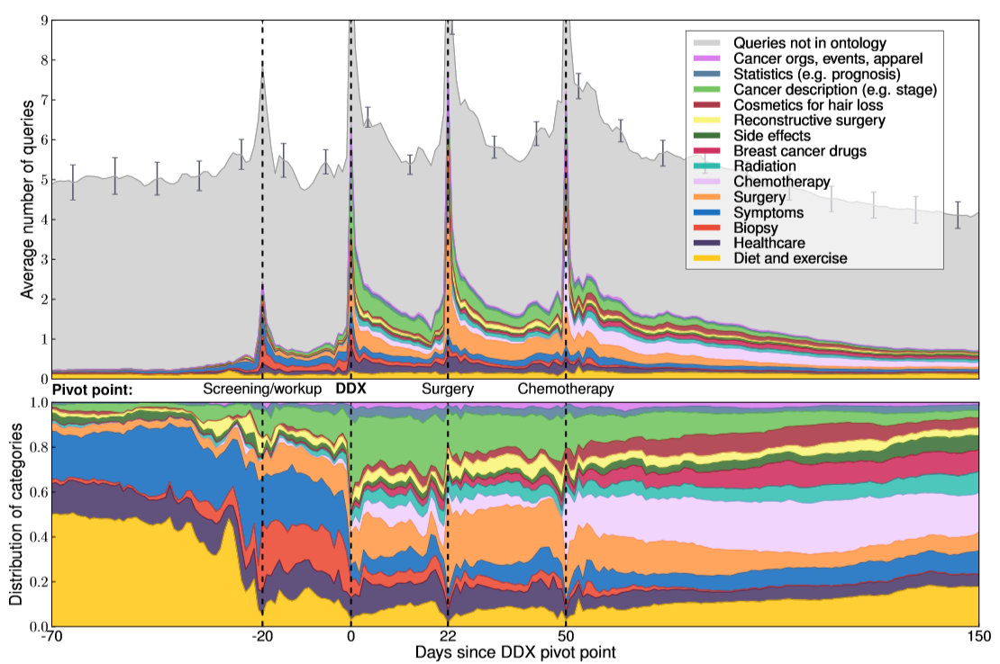 9
8
7
6
5
4
3
2
1
0
Average number of queries
Queries not in ontology
Cancer orgs, events, apparel
Statistics (e.g. prognosis)
Cancer description (e.g. stage)
Cosmetics for hair loss
Reconstructive surgery
Side effects
Breast cancer drugs
Radiation
Chemotherapy
Surgery
Symptoms
Biopsy
Healthcare
Diet and exercise
Pivot point: Screening/workup DDX Surgery Chemotherapy
1.0
0.8
0.6
0.4
0.2
0.0
Distribution of categories
-70 -20 0 22 50 150
Days since DDX pivot point